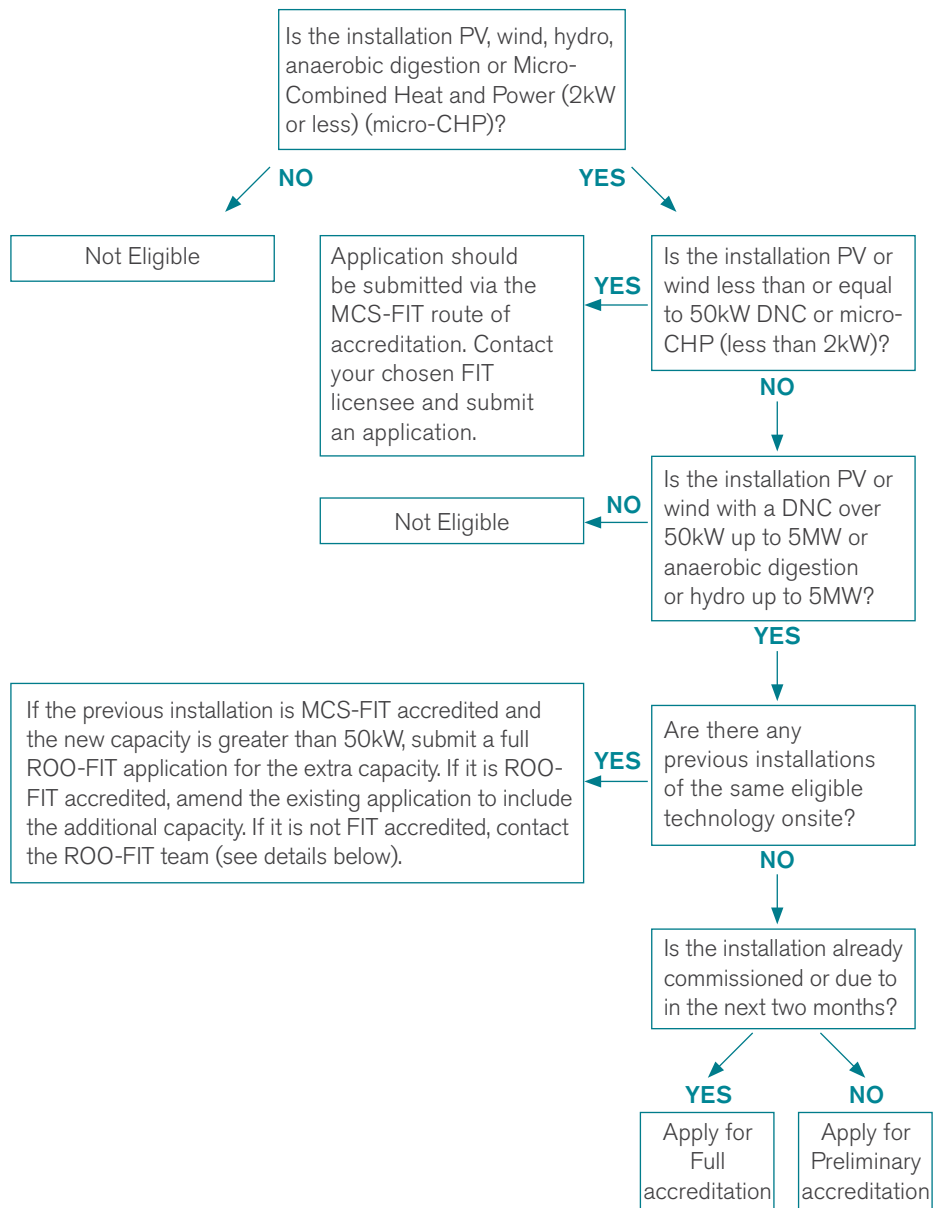 Is the installation PV, wind, hydro,
anaerobic digestion or Micro-
Combined Heat and Power (2kW
or less) (micro-CHP)?
NO
YES
Not Eligible
Application should
be submitted via the
MCS-FIT route of
accreditation. Contact
your chosen FIT
licensee and submit
an application.
YES
Is the installation PV or
wind less than or equal
to 50kW DNC or micro-
CHP (less than 2kW)?
NO
Not Eligible
NO
Is the installation PV or
wind with a DNC over
50kW up to 5MW or
anaerobic digestion
or hydro up to 5MW?
YES
If the previous installation is MCS-FIT accredited and
the new capacity is greater than 50kW, submit a full
ROO-FIT application for the extra capacity. If it is ROO-
FIT accredited, amend the existing application to include
the additional capacity. If it is not FIT accredited, contact
the ROO-FIT team (see details below).
YES
Are there any
previous installations
of the same eligible
technology onsite?
NO
Is the installation already
commissioned or due to
in the next two months?
YES
NO
Apply for
Full
accreditation
Apply for
Preliminary
accreditation